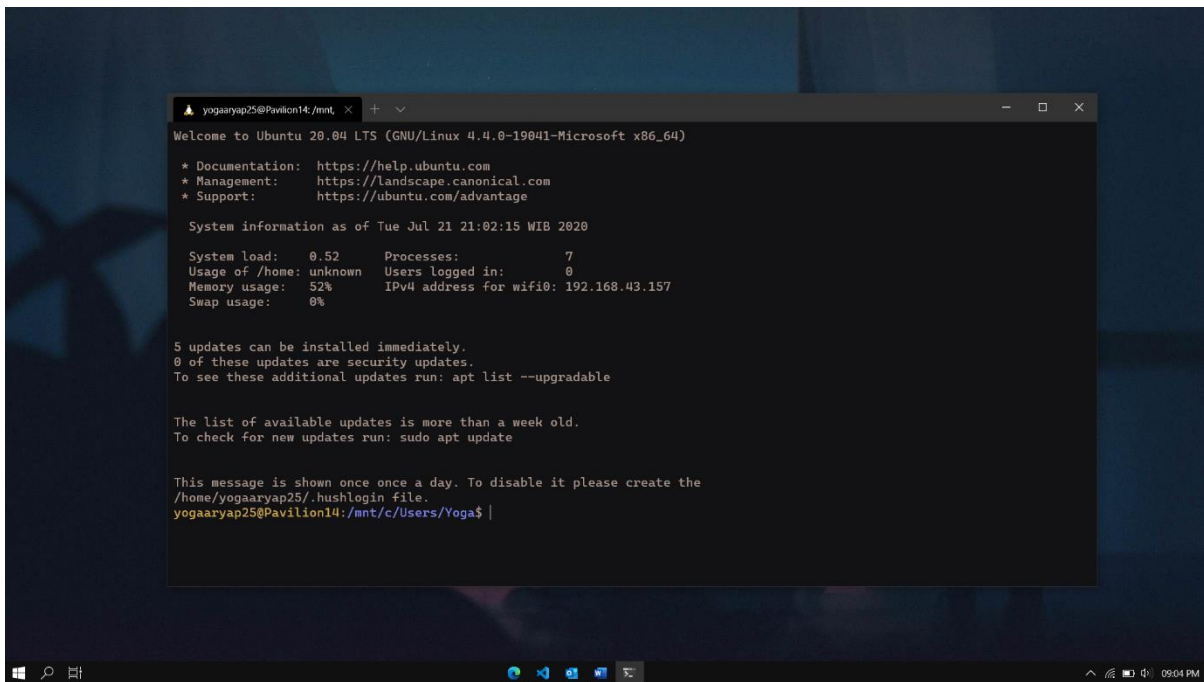 yogaaryap25@Pavilion14: /mnt,
Welcome to Ubuntu 20.04 LTS (GNU/Linux 4.4.0-19041-Microsoft x86_64)
* Documentation: https://help.ubuntu.com
* Management: https://landscape.canonical.com
* Support: https://ubuntu.com/advantage
System information as of Tue Jul 21 21:02:15 WIB 2020
System load: 0.52 Processes: 7
Usage of /home: unknown Users logged in: 0
Memory usage: 52% IPv4 address for wifi0: 192.168.43.157
Swap usage: 0%
5 updates can be installed immediately.
0 of these updates are security updates.
To see these additional updates run: apt list --upgradable
The list of available updates is more than a week old.
To check for new updates run: sudo apt update
This message is shown once once a day. To disable it please create the
/home/yogaaryap25/.hushlogin file.
yogaaryap25@Pavilion14:/mnt/c/Users/Yoga$
09:04 PM